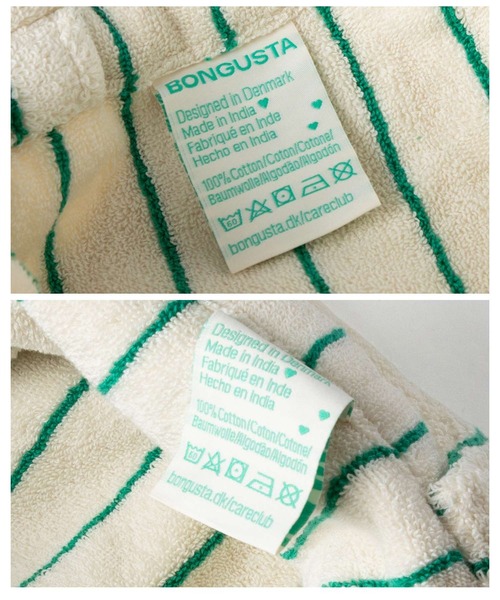 BONGUSTA
Designed in Denmark
Made in India
Fabriqué en Inde
Hecho en India
100% Cotton/Coton/Cotone/
Baumwolle/Algodão/Algodón
60
bongusta.dk/careclub
Designed in Denmark
Made in India
Fabriqué en Inde
Hecho en India
100% Cotton/Coton/Cotone/
Baumwolle/Algodão/Algodón
60
bongusta.dk/careclub